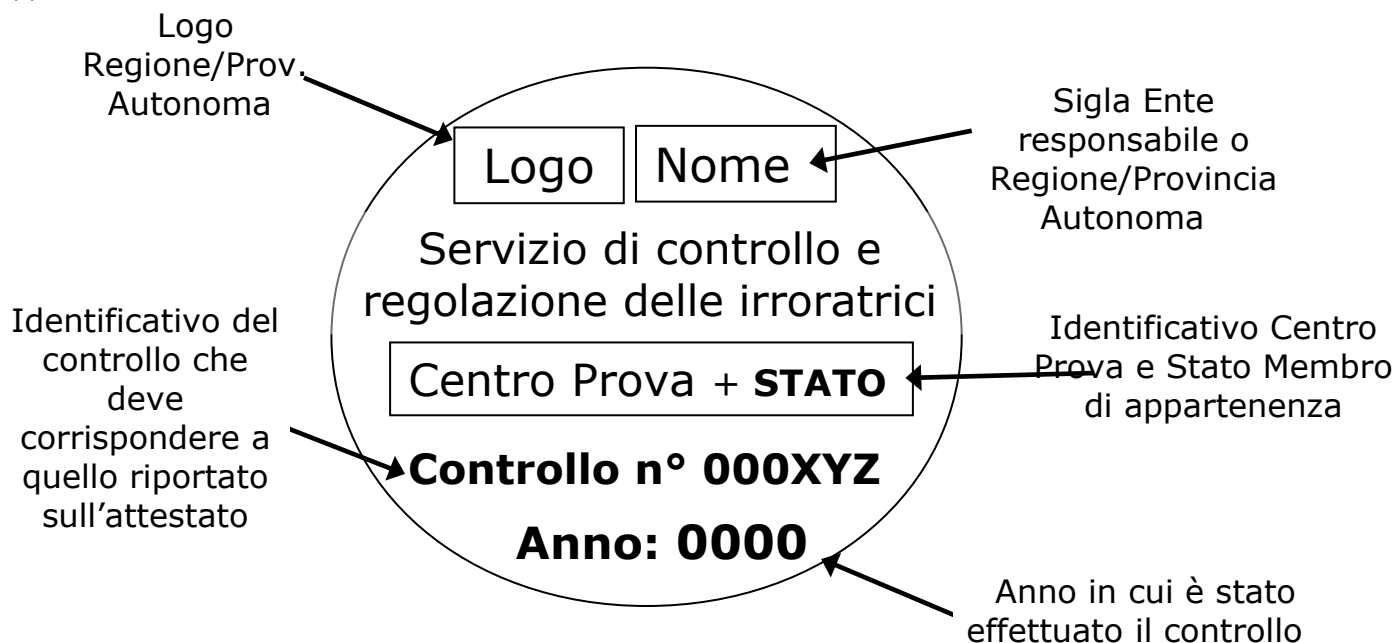 Logo
Regione/Prov.
Autonoma
Sigla Ente
responsabile o
Regione/Provincia
Autonoma
Logo
Nome
Servizio di controllo e
regolazione delle irroratrici
Identificativo del
controllo che
deve
corrispondere a
quello riportato
sull’attestato
Centro Prova + STATO
Identificativo Centro
Prova e Stato Membro
di appartenenza
Controllo n° 000XYZ
Anno: 0000
Anno in cui è stato
effettuato il controllo